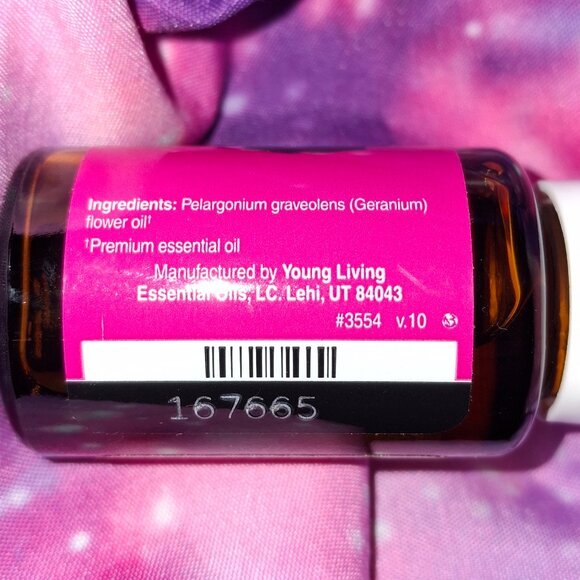 Ingredients: Pelargonium graveolens (Geranium)
flower oil†
†Premium essential oil
Manufactured by Young Living
Essential Oils, LC. Lehi, UT 84043
#3554 v.10
167665